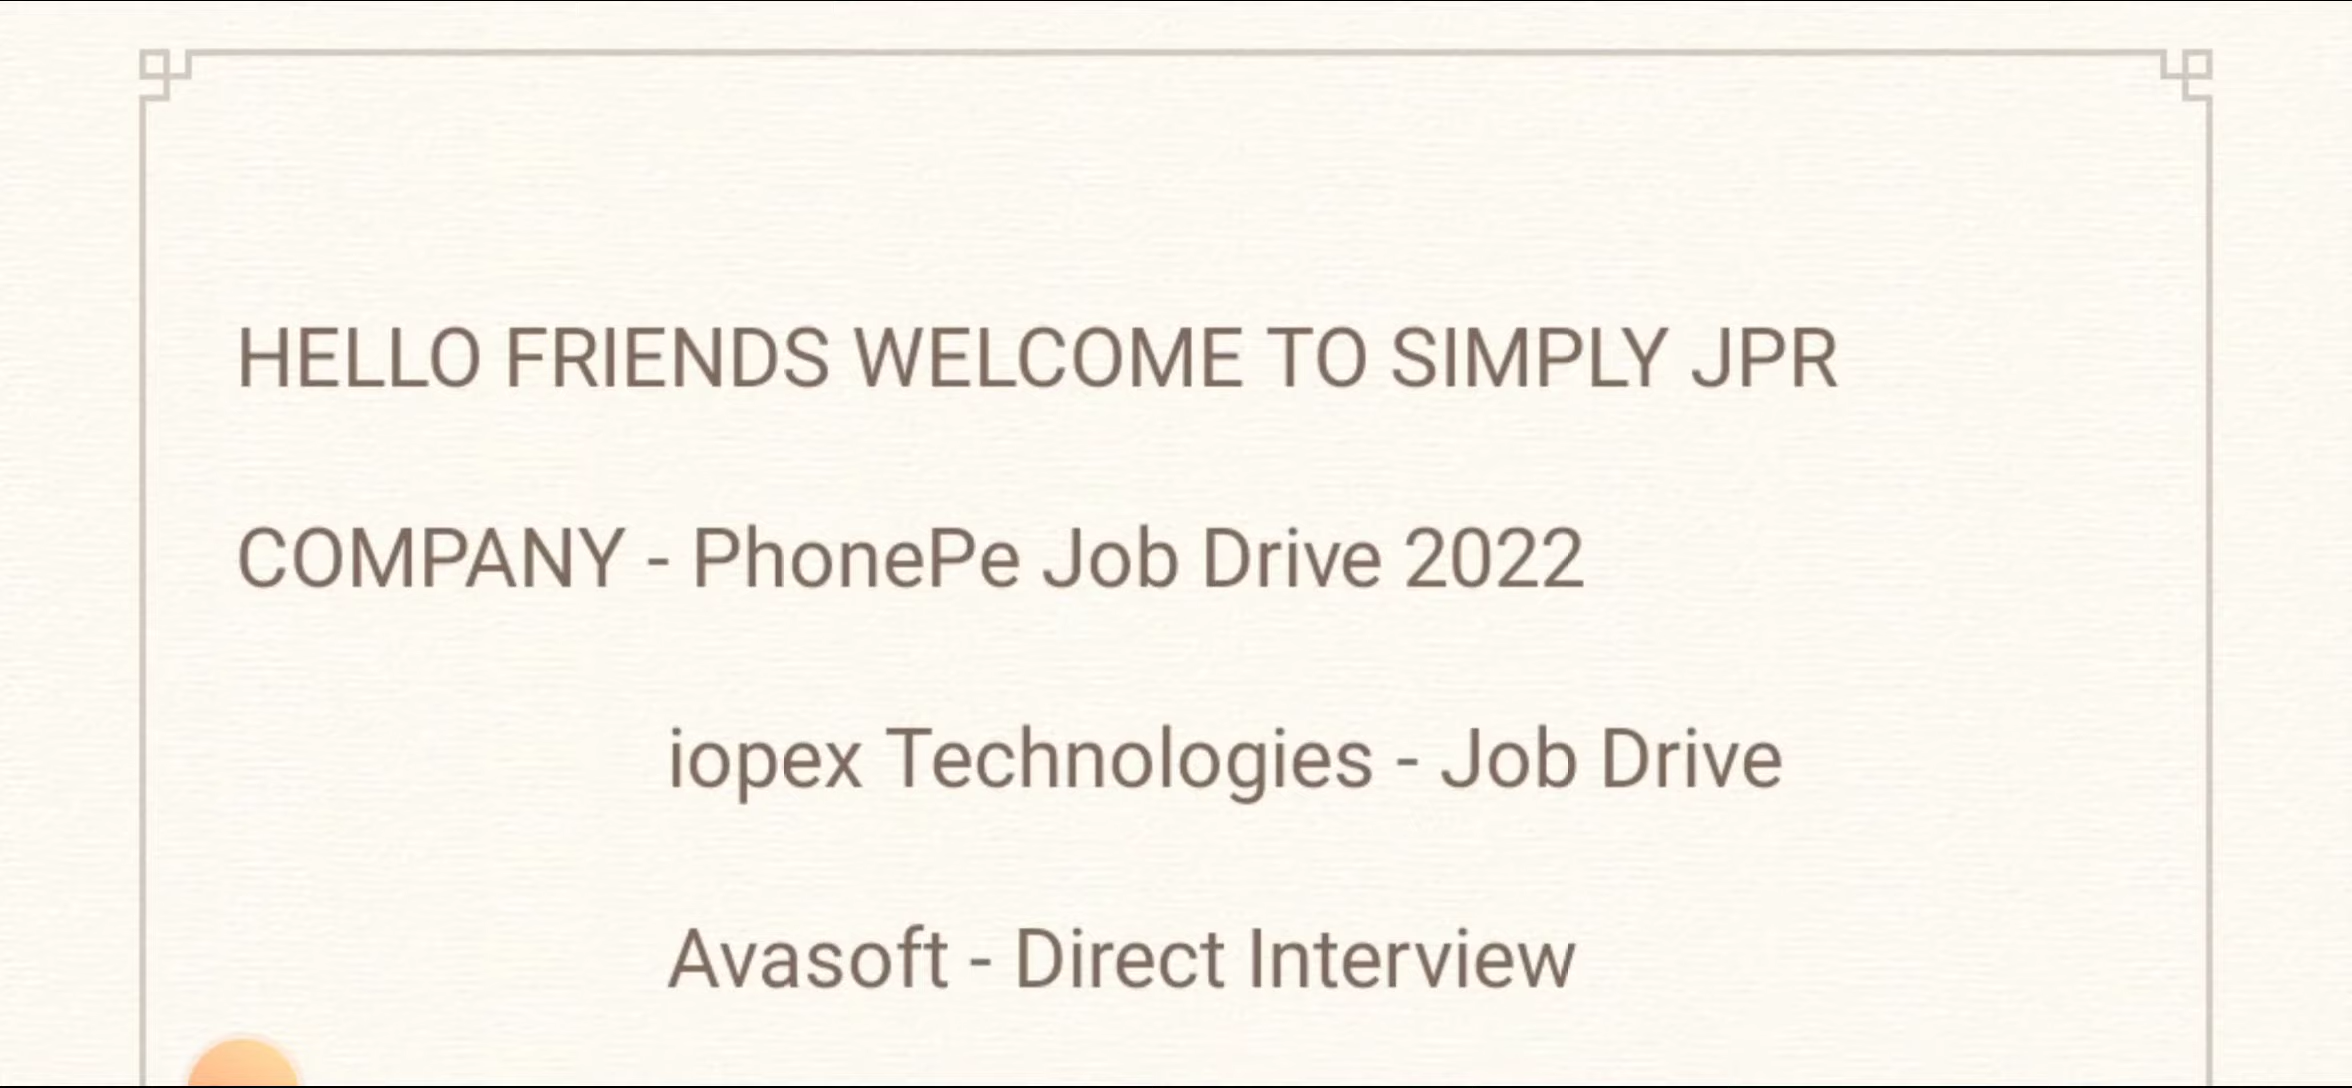 HELLO FRIENDS WELCOME TO SIMPLY JPR
COMPANY - PhonePe Job Drive 2022
iopex Technologies - Job Drive
Avasoft - Direct Interview